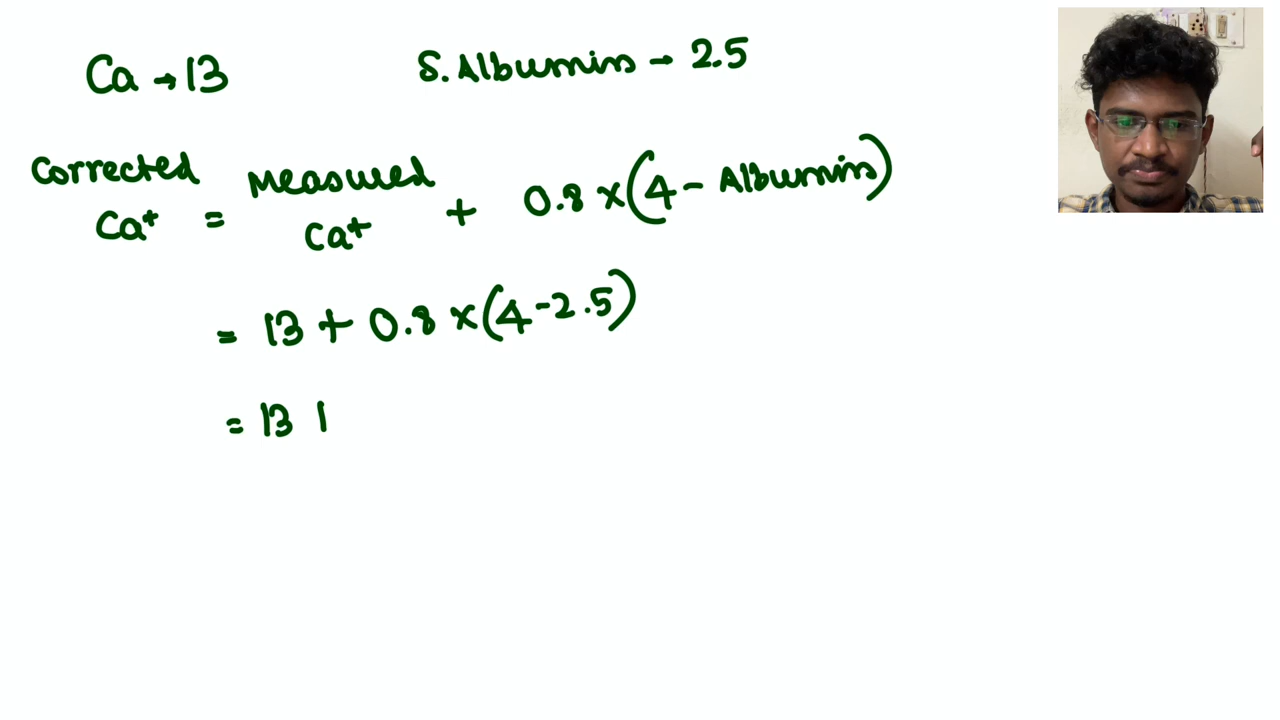 Ca → 13 S. Albumin → 2.5
Corrected Ca⁺ = Measured Ca⁺ + 0.8 × (4 - Albumin)
= 13 + 0.8 × (4 - 2.5)
= 13 1